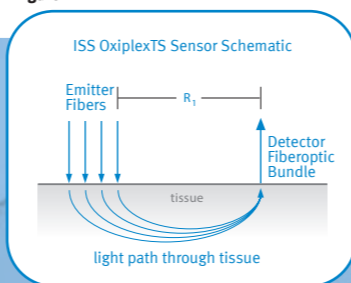 ISS OxiplexTS Sensor Schematic
Emitter
Fibers
R1
Detector
Fiberoptic
Bundle
tissue
light path through tissue